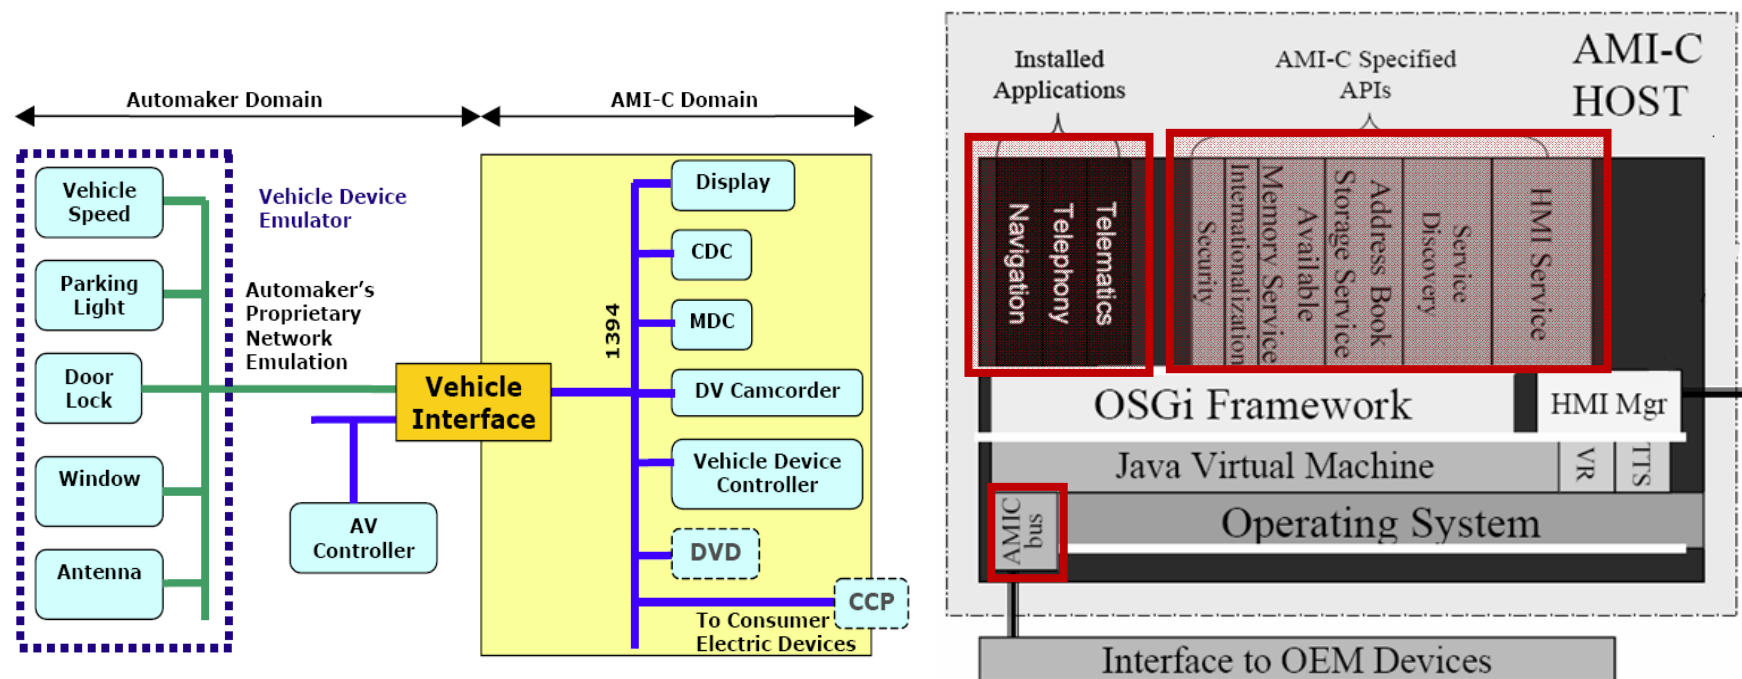 Automaker Domain
AMI-C Domain
Vehicle
Speed
Parking
Light
Door
Lock
Window
Antenna
Vehicle Device
Emulator
Automaker's
Proprietary
Network
Emulation
Vehicle
Interface
AV
Controller
1394
Display
CDC
MDC
DV Camcorder
Vehicle Device
Controller
DVD
CCP
To Consumer
Electric Devices
AMI-C
HOST
Installed
Applications
AMI-C Specified
APIs
Navigation
Telephony
Telematics
Security
Internationalization
Available
Memory Service
Address Book
Storage Service
Service
Discovery
HMI Service
OSGi Framework
HMI Mgr
Java Virtual Machine
VR
TTS
AMIC
bus
Operating System
Interface to OEM Devices